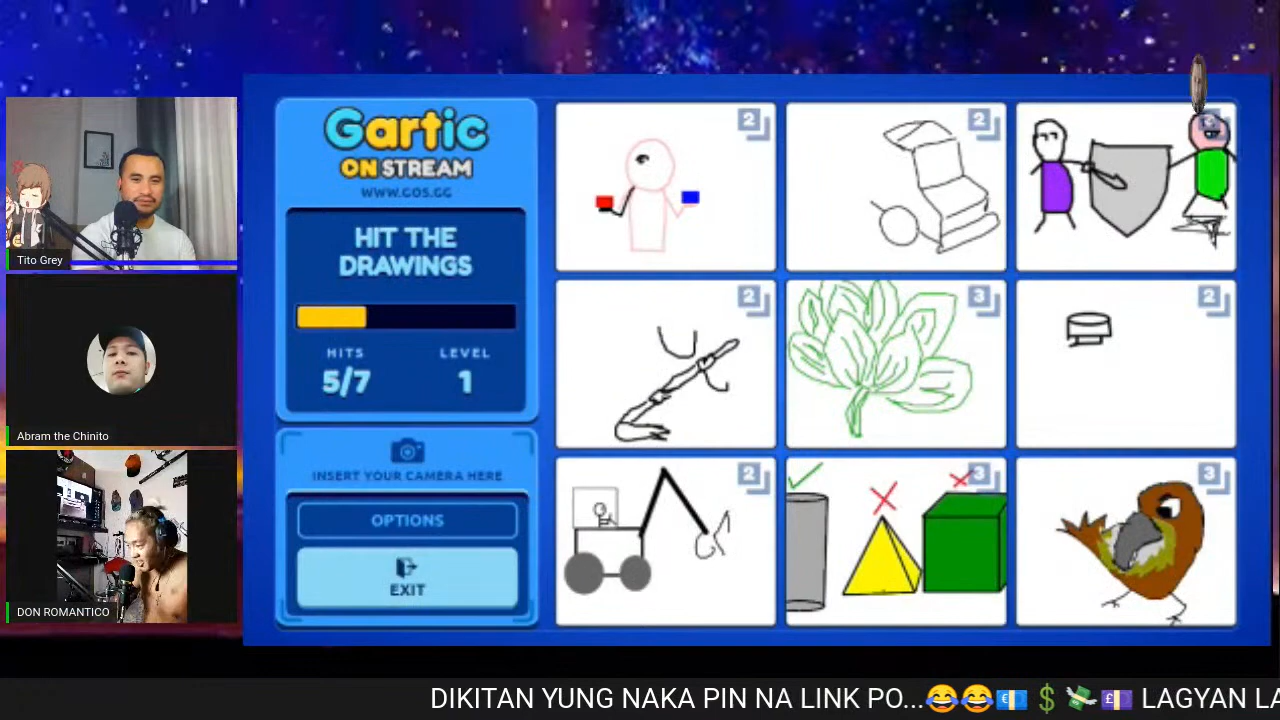 Tito Grey
Abram the Chinito
DON ROMANTICO
Gartic
ON STREAM
WWW.GOS.GG
HIT THE
DRAWINGS
HITS
LEVEL
5/7
1
INSERT YOUR CAMERA HERE
OPTIONS
EXIT
2
2
2
3
2
2
3
3
DIKITAN YUNG NAKA PIN NA LINK PO...😂😂💶💲💸💷 LAGYAN LA